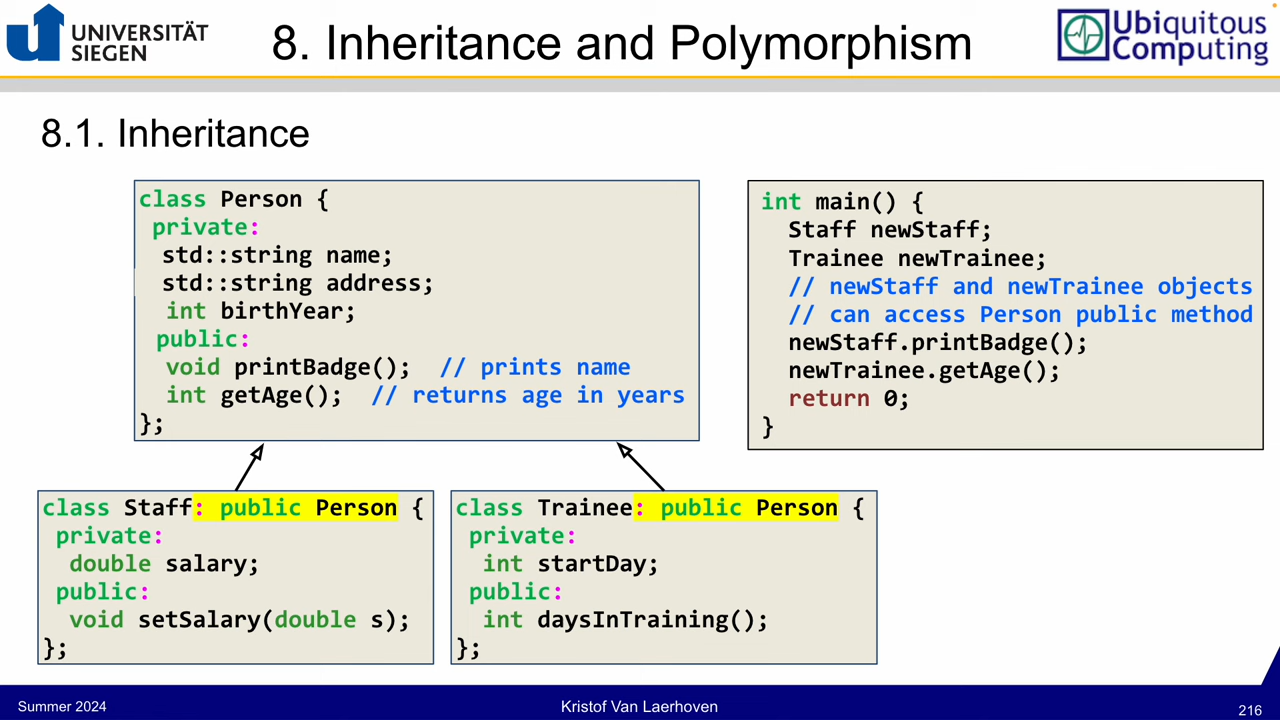 UNIVERSITÄT
SIEGEN
8. Inheritance and Polymorphism
Ubiquitous
Computing
8.1. Inheritance
class Person {
private:
std::string name;
std::string address;
int birthYear;
public:
void printBadge(); // prints name
int getAge(); // returns age in years
};
int main() {
Staff newStaff;
Trainee newTrainee;
// newStaff and newTrainee objects
// can access Person public method
newStaff.printBadge();
newTrainee.getAge();
return 0;
}
class Staff: public Person {
private:
double salary;
public:
void setSalary(double s);
};
class Trainee: public Person {
private:
int startDay;
public:
int daysInTraining();
};
Summer 2024
Kristof Van Laerhoven
216